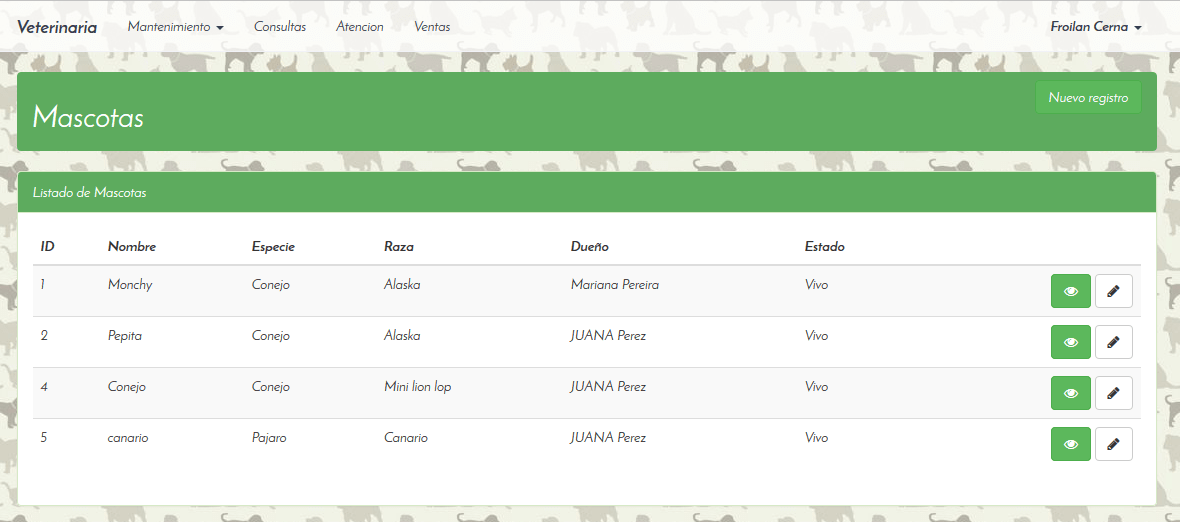 Veterinaria Mantenimiento Consultas Atencion Ventas Froilan Cerna
Nuevo registro
Mascotas
Listado de Mascotas
ID Nombre Especie Raza Dueño Estado
1 Monchy Conejo Alaska Mariana Pereira Vivo
2 Pepita Conejo Alaska JUANA Perez Vivo
4 Conejo Conejo Mini lion lop JUANA Perez Vivo
5 canario Pajaro Canario JUANA Perez Vivo